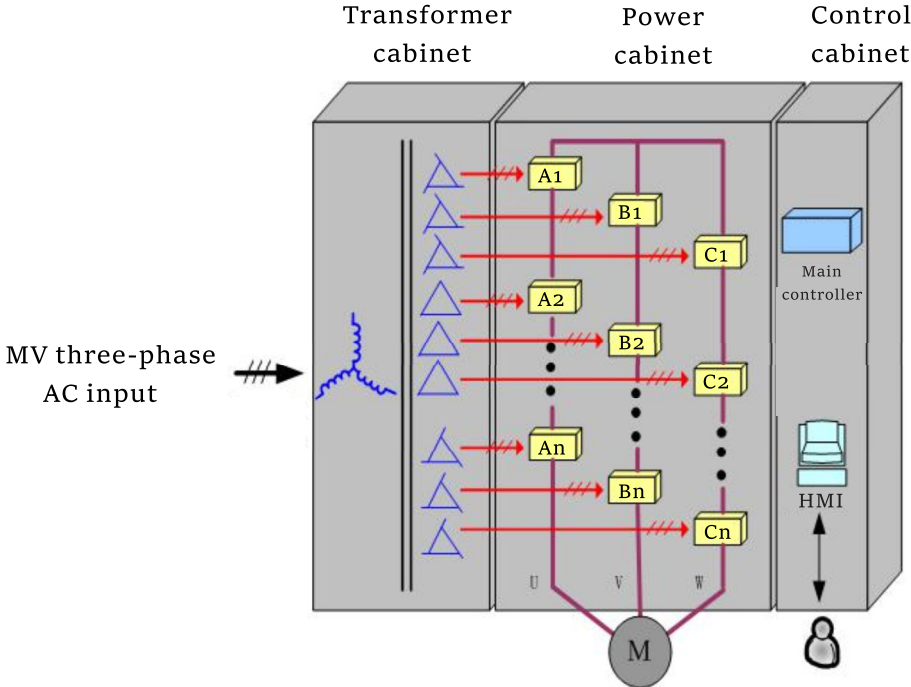 Transformer
cabinet
Power
cabinet
Control
cabinet
A1
B1
C1
Main
controller
A2
B2
C2
MV three-phase
AC input
An
Bn
Cn
HMI
U
V
W
M